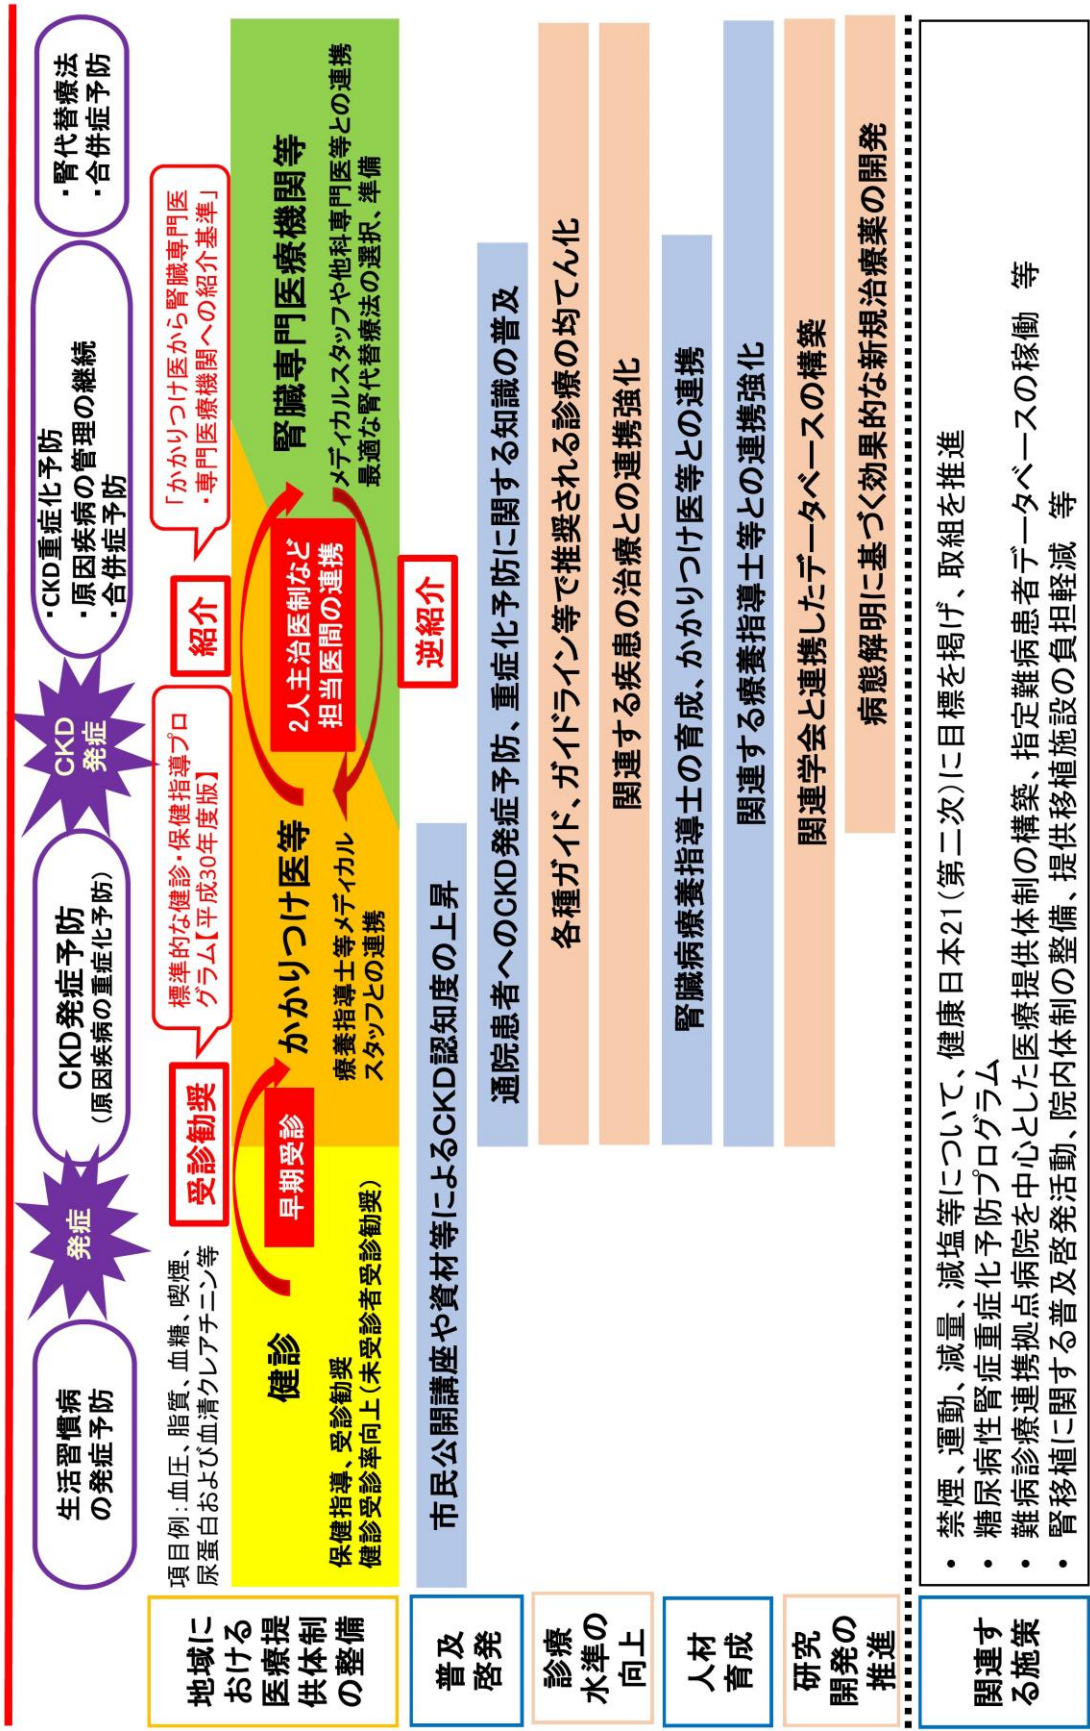 生活習慣病
の発症予防
発症
CKD発症予防
(原因疾病の重症化予防)
CKD
発症
・CKD重症化予防
・原因疾病の管理の継続
・合併症予防
・腎代替療法
・合併症予防
地域に
おける
医療提
供体制
の整備
項目例:血圧、脂質、血糖、喫煙、
尿蛋白および血清クレアチニン等
受診勧奨
標準的な健診・保健指導プロ
グラム【平成30年度版】
紹介
「かかりつけ医から腎臓専門医
・専門医療機関への紹介基準」
健診
早期受診
かかりつけ医等
2人主治医制など
担当医間の連携
腎臓専門医療機関等
保健指導、受診勧奨
健診受診率向上(未受診者受診勧奨)
療養指導士等メディカル
スタッフとの連携
メディカルスタッフや他科専門医等との連携
最適な腎代替療法の選択、準備
逆紹介
普及
啓発
市民公開講座や資材等によるCKD認知度の上昇
通院患者へのCKD発症予防、重症化予防に関する知識の普及
診療
水準の
向上
各種ガイド、ガイドライン等で推奨される診療の均てん化
関連する疾患の治療との連携強化
人材
育成
腎臓病療養指導士の育成、かかりつけ医等との連携
関連する療養指導士等との連携強化
研究
開発の
推進
関連学会と連携したデータベースの構築
病態解明に基づく効果的な新規治療薬の開発
関連す
る施策
・ 禁煙、運動、減量、減塩等について、健康日本21(第二次)に目標を掲げ、取組を推進
・ 糖尿病性腎症重症化予防プログラム
・ 難病診療連携拠点病院を中心とした医療提供体制の構築、指定難病患者データベースの稼働 等
・ 腎移植に関する普及啓発活動、院内体制の整備、提供移植施設の負担軽減 等